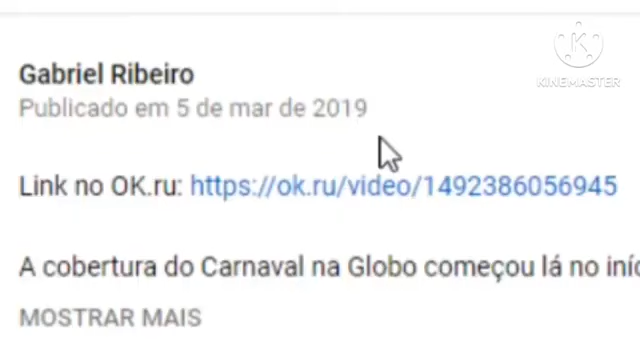 KINEMASTER
Gabriel Ribeiro
Publicado em 5 de mar de 2019
Link no OK.ru: https://ok.ru/video/1492386056945
A cobertura do Carnaval na Globo começou lá no iníc
MOSTRAR MAIS